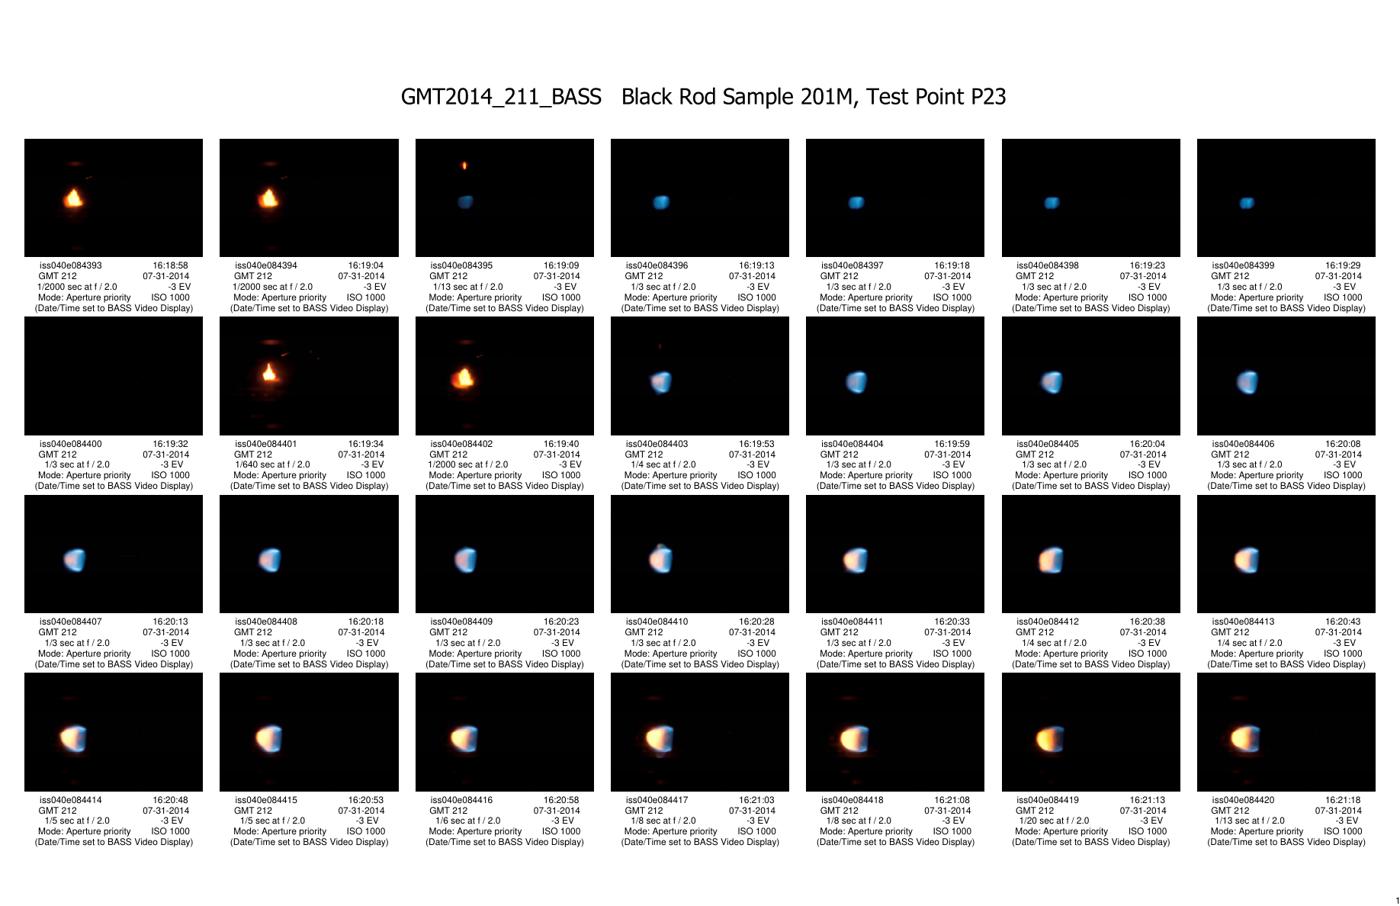 GMT2014_211_BASS Black Rod Sample 201M, Test Point P23
iss040e084393 16:18:58
GMT 212 07-31-2014
1/2000 sec at f / 2.0 -3 EV
Mode: Aperture priority ISO 1000
(Date/Time set to BASS Video Display)
iss040e084394 16:19:04
GMT 212 07-31-2014
1/2000 sec at f / 2.0 -3 EV
Mode: Aperture priority ISO 1000
(Date/Time set to BASS Video Display)
iss040e084395 16:19:09
GMT 212 07-31-2014
1/13 sec at f / 2.0 -3 EV
Mode: Aperture priority ISO 1000
(Date/Time set to BASS Video Display)
iss040e084396 16:19:13
GMT 212 07-31-2014
1/3 sec at f / 2.0 -3 EV
Mode: Aperture priority ISO 1000
(Date/Time set to BASS Video Display)
iss040e084397 16:19:18
GMT 212 07-31-2014
1/3 sec at f / 2.0 -3 EV
Mode: Aperture priority ISO 1000
(Date/Time set to BASS Video Display)
iss040e084398 16:19:23
GMT 212 07-31-2014
1/3 sec at f / 2.0 -3 EV
Mode: Aperture priority ISO 1000
(Date/Time set to BASS Video Display)
iss040e084399 16:19:29
GMT 212 07-31-2014
1/3 sec at f / 2.0 -3 EV
Mode: Aperture priority ISO 1000
(Date/Time set to BASS Video Display)
iss040e084400 16:19:32
GMT 212 07-31-2014
1/3 sec at f / 2.0 -3 EV
Mode: Aperture priority ISO 1000
(Date/Time set to BASS Video Display)
iss040e084401 16:19:34
GMT 212 07-31-2014
1/640 sec at f / 2.0 -3 EV
Mode: Aperture priority ISO 1000
(Date/Time set to BASS Video Display)
iss040e084402 16:19:40
GMT 212 07-31-2014
1/2000 sec at f / 2.0 -3 EV
Mode: Aperture priority ISO 1000
(Date/Time set to BASS Video Display)
iss040e084403 16:19:53
GMT 212 07-31-2014
1/4 sec at f / 2.0 -3 EV
Mode: Aperture priority ISO 1000
(Date/Time set to BASS Video Display)
iss040e084404 16:19:59
GMT 212 07-31-2014
1/3 sec at f / 2.0 -3 EV
Mode: Aperture priority ISO 1000
(Date/Time set to BASS Video Display)
iss040e084405 16:20:04
GMT 212 07-31-2014
1/3 sec at f / 2.0 -3 EV
Mode: Aperture priority ISO 1000
(Date/Time set to BASS Video Display)
iss040e084406 16:20:08
GMT 212 07-31-2014
1/3 sec at f / 2.0 -3 EV
Mode: Aperture priority ISO 1000
(Date/Time set to BASS Video Display)
iss040e084407 16:20:13
GMT 212 07-31-2014
1/3 sec at f / 2.0 -3 EV
Mode: Aperture priority ISO 1000
(Date/Time set to BASS Video Display)
iss040e084408 16:20:18
GMT 212 07-31-2014
1/3 sec at f / 2.0 -3 EV
Mode: Aperture priority ISO 1000
(Date/Time set to BASS Video Display)
iss040e084409 16:20:23
GMT 212 07-31-2014
1/3 sec at f / 2.0 -3 EV
Mode: Aperture priority ISO 1000
(Date/Time set to BASS Video Display)
iss040e084410 16:20:28
GMT 212 07-31-2014
1/3 sec at f / 2.0 -3 EV
Mode: Aperture priority ISO 1000
(Date/Time set to BASS Video Display)
iss040e084411 16:20:33
GMT 212 07-31-2014
1/3 sec at f / 2.0 -3 EV
Mode: Aperture priority ISO 1000
(Date/Time set to BASS Video Display)
iss040e084412 16:20:38
GMT 212 07-31-2014
1/4 sec at f / 2.0 -3 EV
Mode: Aperture priority ISO 1000
(Date/Time set to BASS Video Display)
iss040e084413 16:20:43
GMT 212 07-31-2014
1/4 sec at f / 2.0 -3 EV
Mode: Aperture priority ISO 1000
(Date/Time set to BASS Video Display)
iss040e084414 16:20:48
GMT 212 07-31-2014
1/5 sec at f / 2.0 -3 EV
Mode: Aperture priority ISO 1000
(Date/Time set to BASS Video Display)
iss040e084415 16:20:53
GMT 212 07-31-2014
1/5 sec at f / 2.0 -3 EV
Mode: Aperture priority ISO 1000
(Date/Time set to BASS Video Display)
iss040e084416 16:20:58
GMT 212 07-31-2014
1/6 sec at f / 2.0 -3 EV
Mode: Aperture priority ISO 1000
(Date/Time set to BASS Video Display)
iss040e084417 16:21:03
GMT 212 07-31-2014
1/8 sec at f / 2.0 -3 EV
Mode: Aperture priority ISO 1000
(Date/Time set to BASS Video Display)
iss040e084418 16:21:08
GMT 212 07-31-2014
1/8 sec at f / 2.0 -3 EV
Mode: Aperture priority ISO 1000
(Date/Time set to BASS Video Display)
iss040e084419 16:21:13
GMT 212 07-31-2014
1/20 sec at f / 2.0 -3 EV
Mode: Aperture priority ISO 1000
(Date/Time set to BASS Video Display)
iss040e084420 16:21:18
GMT 212 07-31-2014
1/13 sec at f / 2.0 -3 EV
Mode: Aperture priority ISO 1000
(Date/Time set to BASS Video Display)